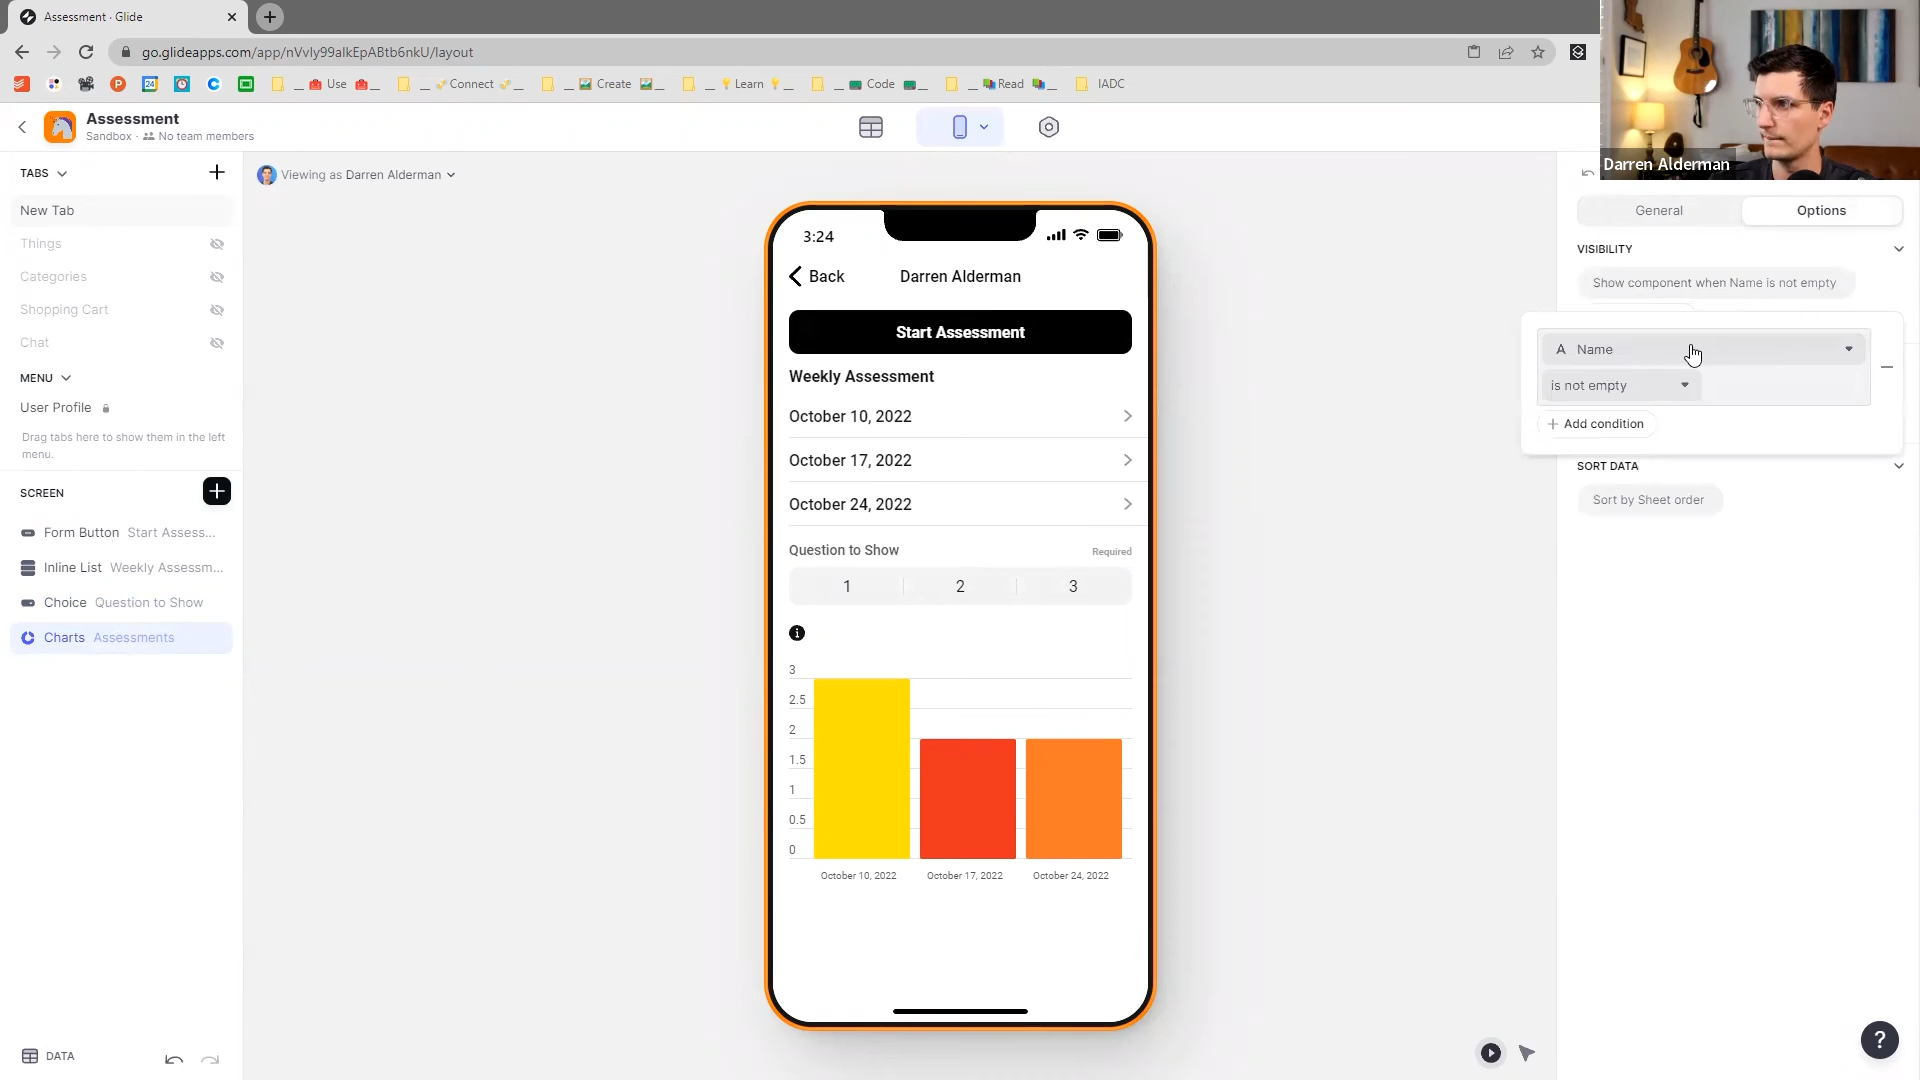 Assessment · Glide
go.glideapps.com/app/nVvIy99alkEpABtb6nkU/layout
Use
Connect
Create
Learn
Code
Read
IADC
Assessment
Sandbox · No team members
Darren Alderman
TABS
Viewing as Darren Alderman
New Tab
Things
Categories
Shopping Cart
Chat
MENU
User Profile
Drag tabs here to show them in the left
menu.
SCREEN
Form Button Start Assess...
Inline List Weekly Assessm...
Choice Question to Show
Charts Assessments
DATA
3:24
Back
Darren Alderman
Start Assessment
Weekly Assessment
October 10, 2022
October 17, 2022
October 24, 2022
Question to Show Required
1 2 3
3
2.5
2
1.5
1
0.5
0
October 10, 2022 October 17, 2022 October 24, 2022
General Options
VISIBILITY
Show component when Name is not empty
A Name
is not empty
+ Add condition
SORT DATA
Sort by Sheet order
?